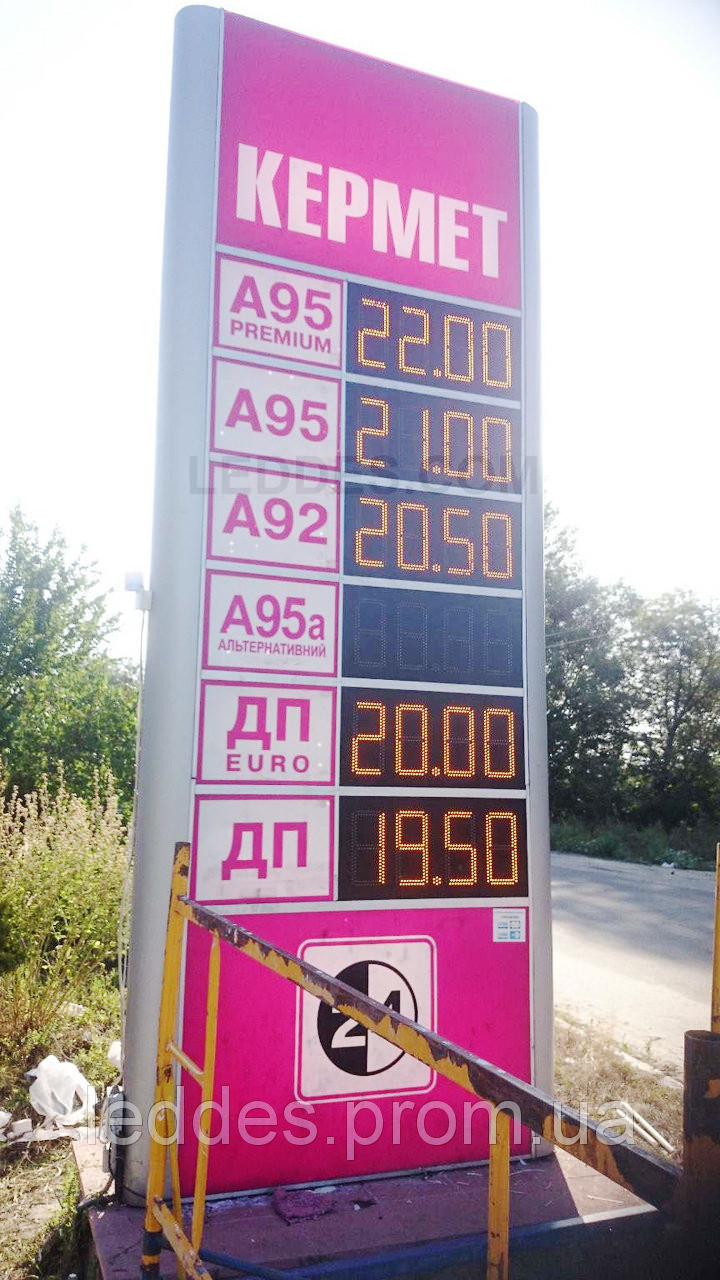 КЕРМЕТ
А95 22.00
PREMIUM
А95 21.00
LEDDES.COM
А92 20.50
А95а
АЛЬТЕРНАТИВНИЙ
ДП 20.00
EURO
ДП 19.50
24
leddes.prom.ua